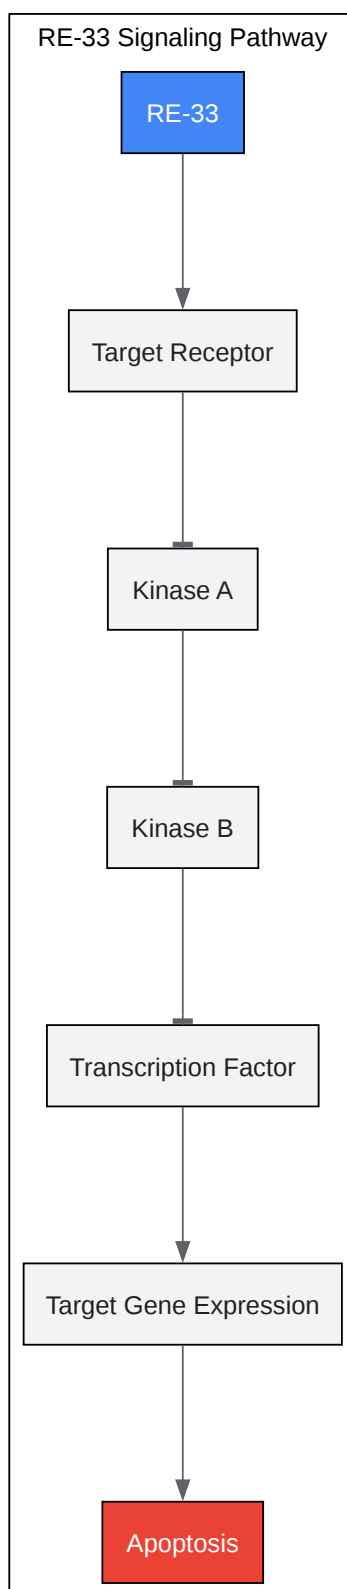 RE-33 Signaling Pathway
RE-33
Target Receptor
Kinase A
Kinase B
Transcription Factor
Target Gene Expression
Apoptosis